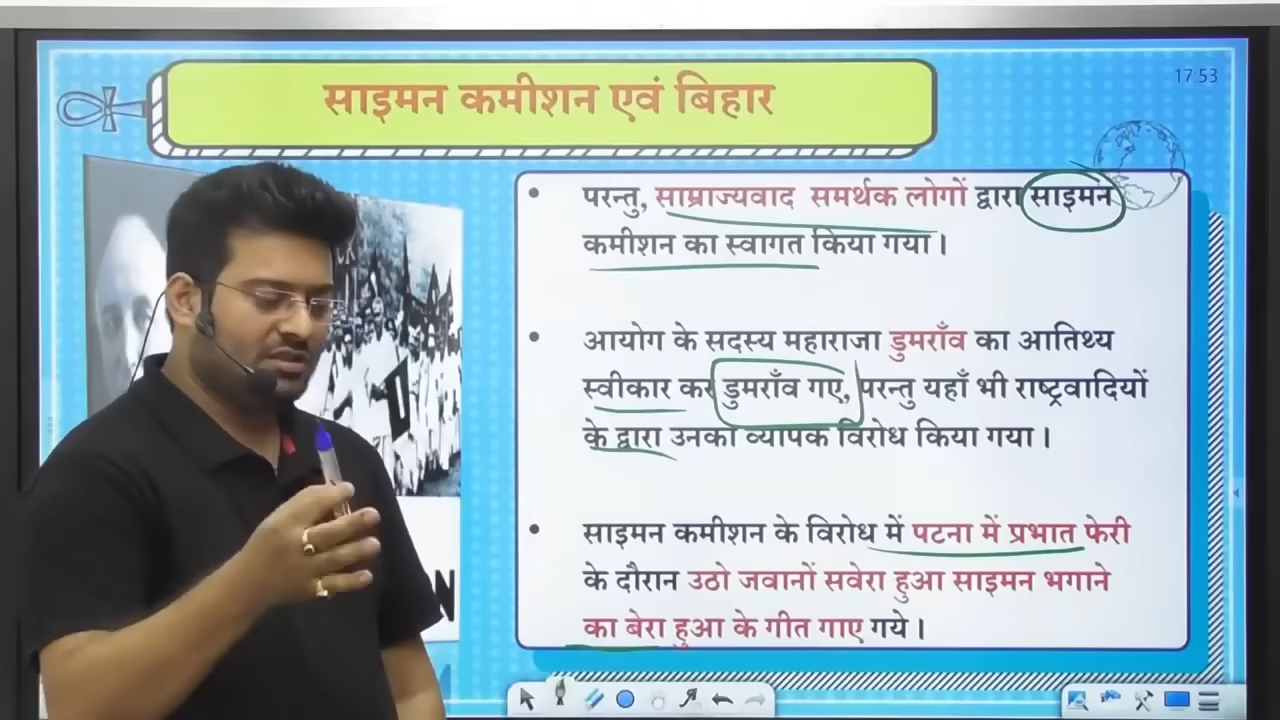 साइमन कमीशन एवं बिहार
17:53
परन्तु, साम्राज्यवाद समर्थक लोगों द्वारा साइमन
कमीशन का स्वागत किया गया।
आयोग के सदस्य महाराजा डुमराँव का आतिथ्य
स्वीकार कर डुमराँव गए, परन्तु यहाँ भी राष्ट्रवादियों
के द्वारा उनका व्यापक विरोध किया गया।
साइमन कमीशन के विरोध में पटना में प्रभात फेरी
के दौरान उठो जवानों सवेरा हुआ साइमन भगाने
का बेरा हुआ के गीत गाए गये।